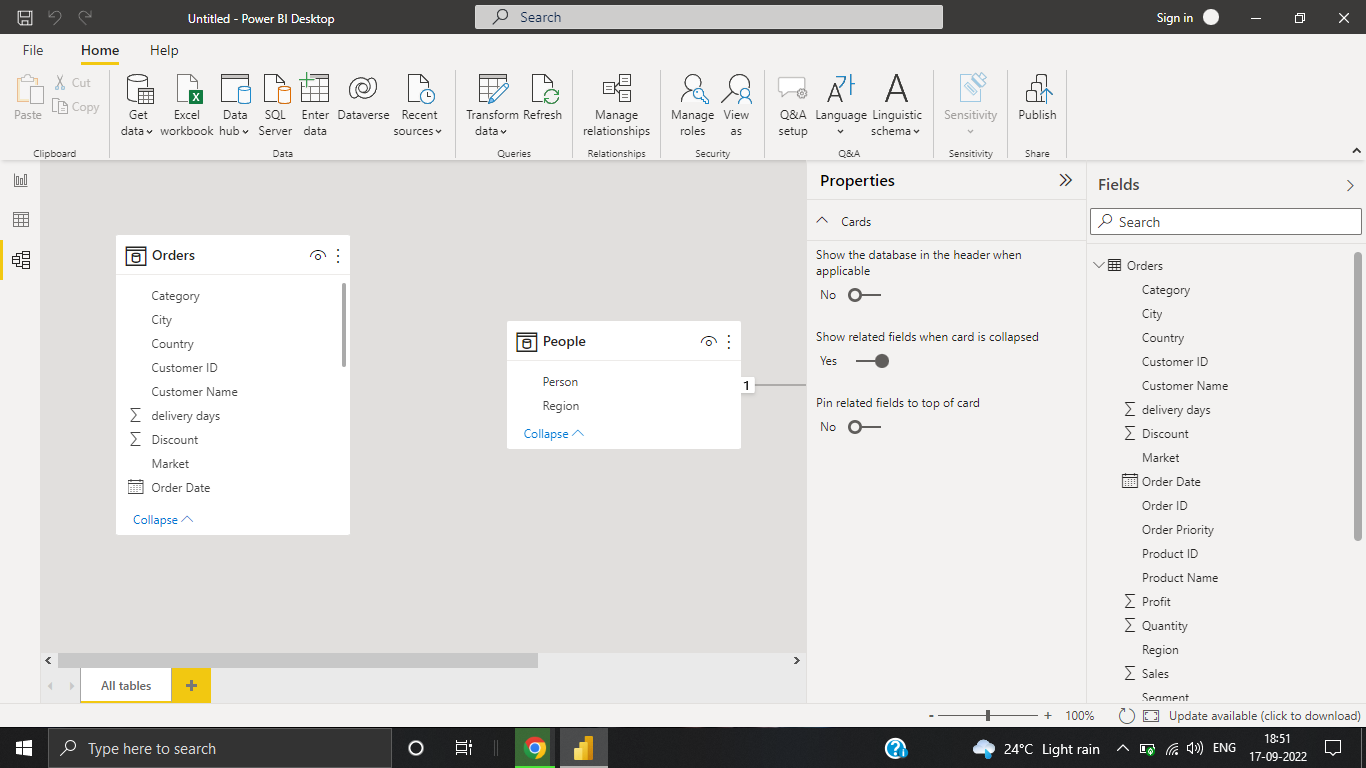 Untitled - Power BI Desktop
Search
Sign in
File Home Help
Paste
Cut
Copy
Clipboard
Get data
Excel workbook
Data hub
SQL Server
Enter data
Dataverse
Recent sources
Data
Transform data
Refresh
Queries
Manage relationships
Relationships
Manage roles
View as
Security
Q&A setup
Language
Linguistic schema
Q&A
Sensitivity
Sensitivity
Publish
Share
Orders
Category
City
Country
Customer ID
Customer Name
delivery days
Discount
Market
Order Date
Collapse
People
Person
Region
Collapse
1
Properties
Cards
Show the database in the header when
applicable
No
Show related fields when card is collapsed
Yes
Pin related fields to top of card
No
Fields
Search
Orders
Category
City
Country
Customer ID
Customer Name
delivery days
Discount
Market
Order Date
Order ID
Order Priority
Product ID
Product Name
Profit
Quantity
Region
Sales
Segment
All tables
+
- + 100%
Update available (click to download)
Type here to search
24°C Light rain
ENG
18:51
17-09-2022